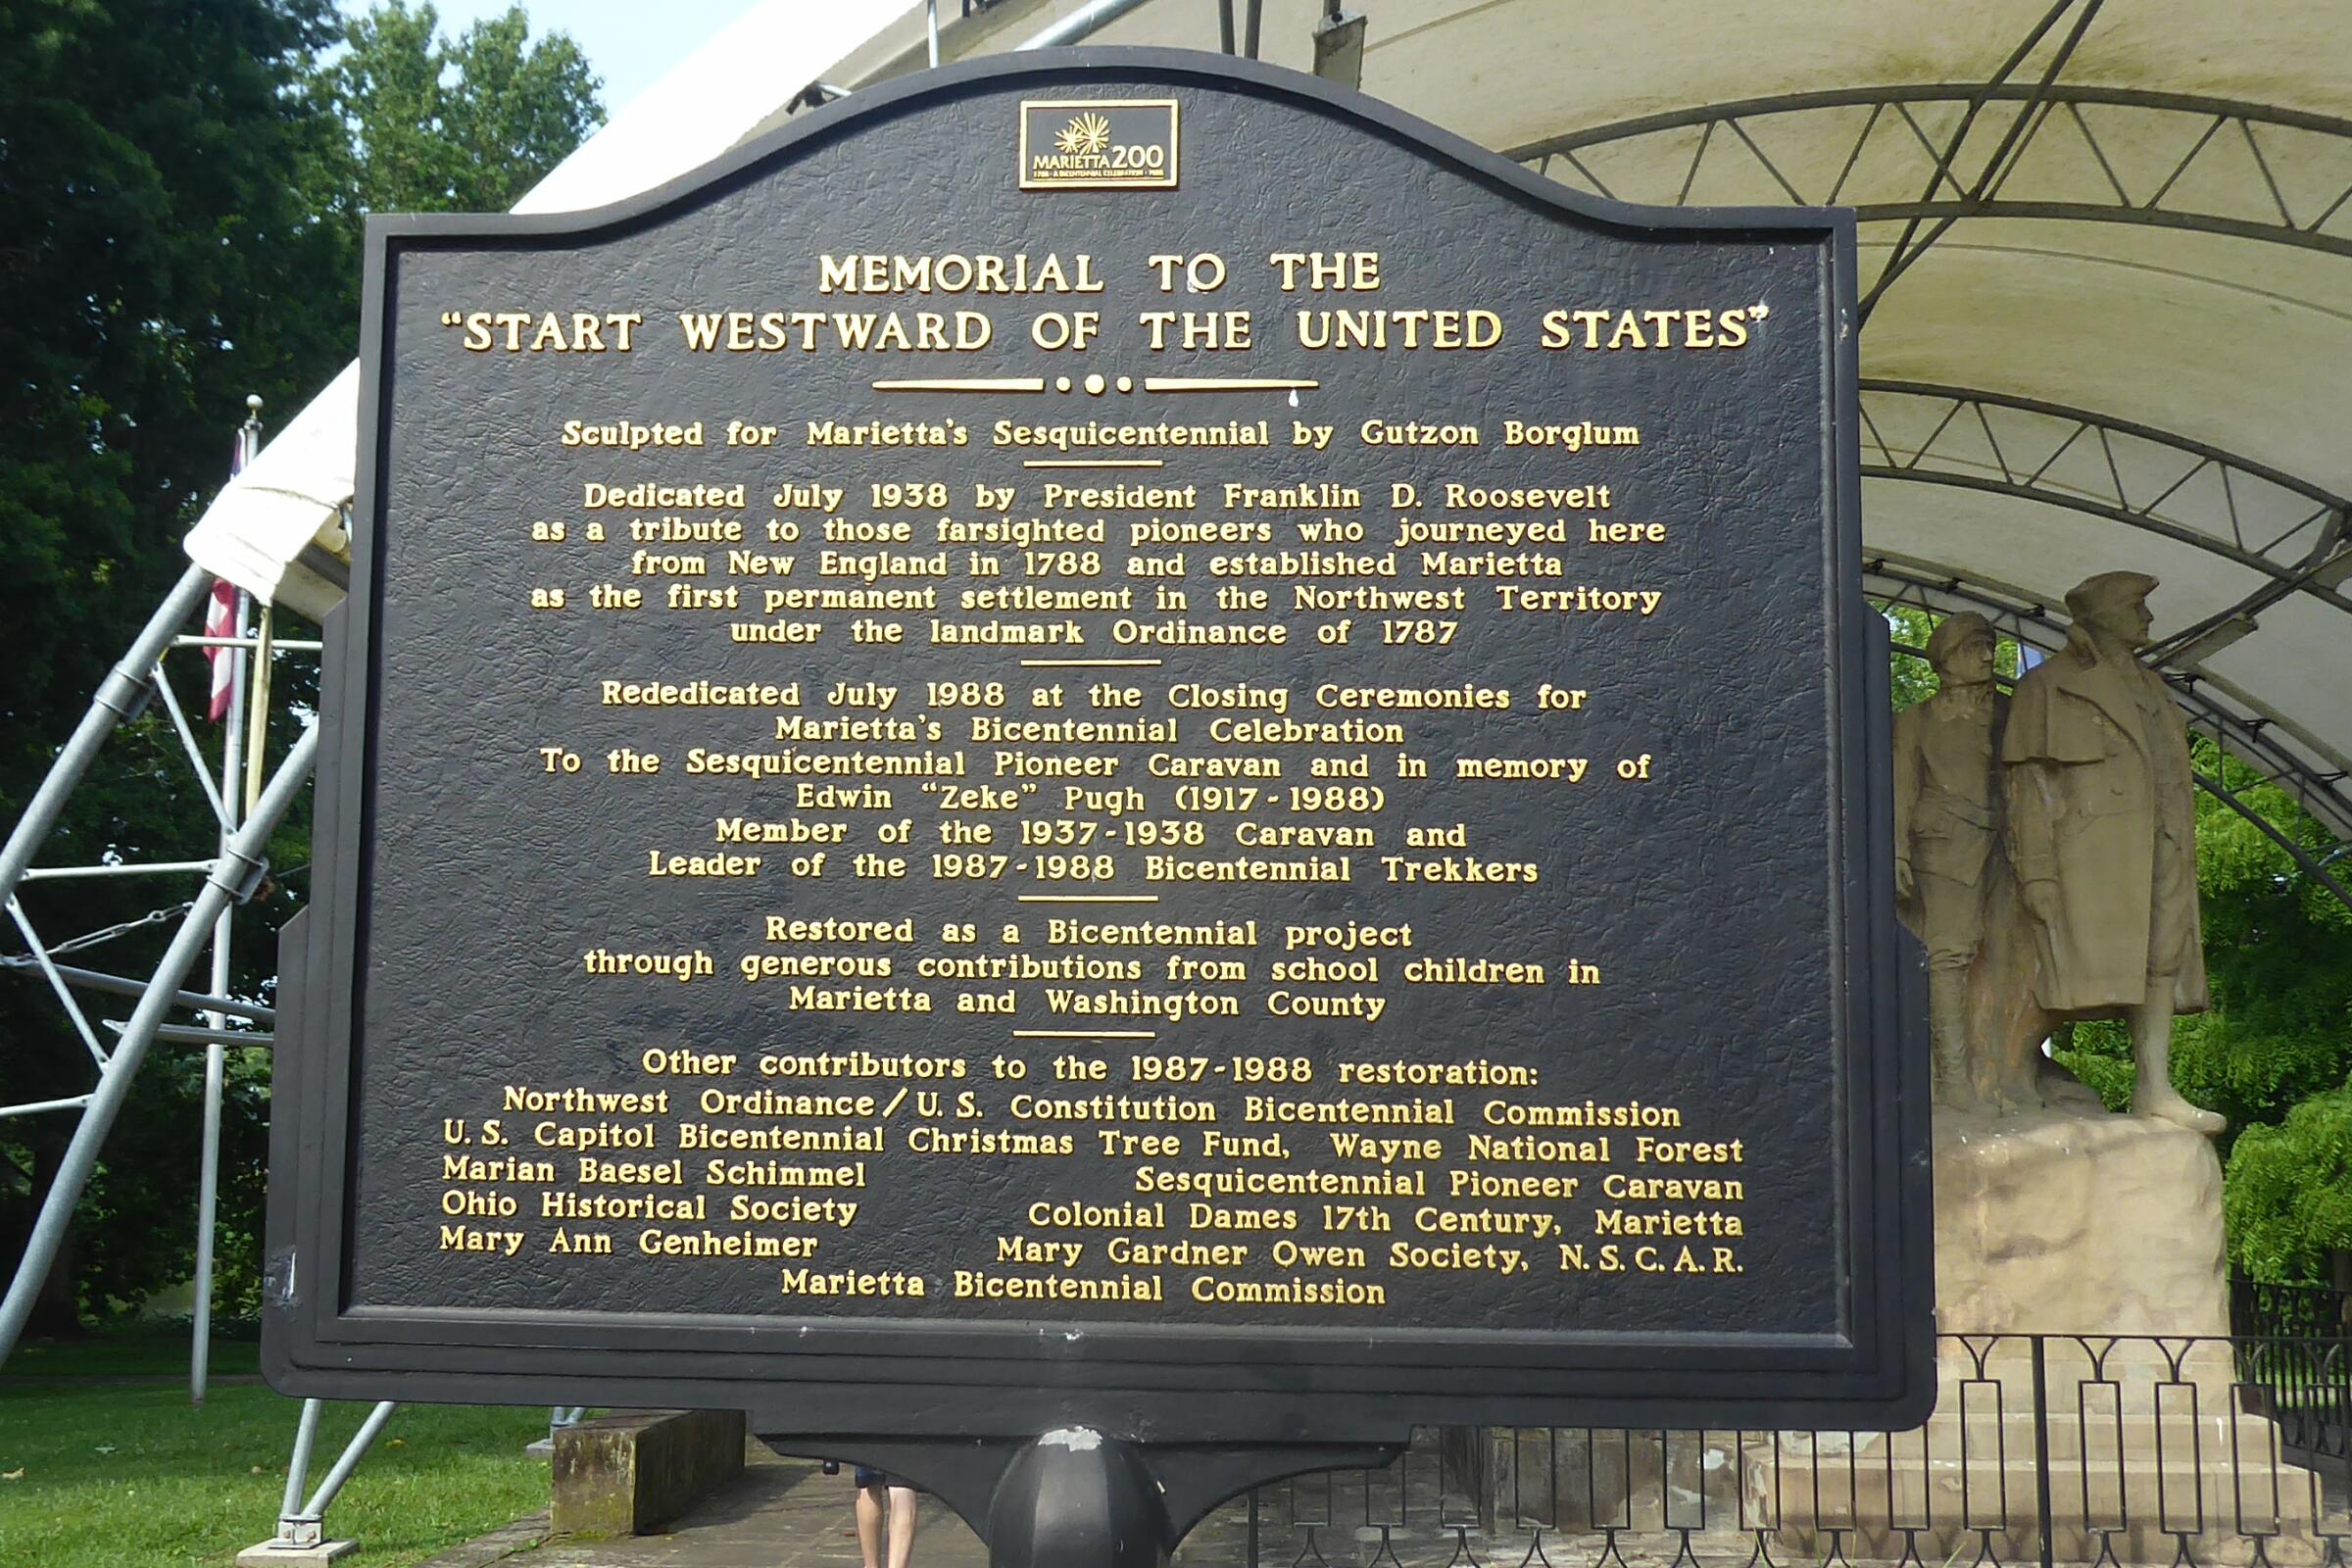 MARIETTA 200
1788 · A BICENTENNIAL CELEBRATION · 1988
MEMORIAL TO THE
“START WESTWARD OF THE UNITED STATES”
Sculpted for Marietta's Sesquicentennial by Gutzon Borglum
Dedicated July 1938 by President Franklin D. Roosevelt
as a tribute to those farsighted pioneers who journeyed here
from New England in 1788 and established Marietta
as the first permanent settlement in the Northwest Territory
under the landmark Ordinance of 1787
Rededicated July 1988 at the Closing Ceremonies for
Marietta's Bicentennial Celebration
To the Sesquicentennial Pioneer Caravan and in memory of
Edwin “Zeke” Pugh (1917-1988)
Member of the 1937-1938 Caravan and
Leader of the 1987-1988 Bicentennial Trekkers
Restored as a Bicentennial project
through generous contributions from school children in
Marietta and Washington County
Other contributors to the 1987-1988 restoration:
Northwest Ordinance/U.S. Constitution Bicentennial Commission
U.S. Capitol Bicentennial Christmas Tree Fund, Wayne National Forest
Marian Baesel Schimmel Sesquicentennial Pioneer Caravan
Ohio Historical Society Colonial Dames 17th Century, Marietta
Mary Ann Genheimer Mary Gardner Owen Society, N.S.C.A.R.
Marietta Bicentennial Commission